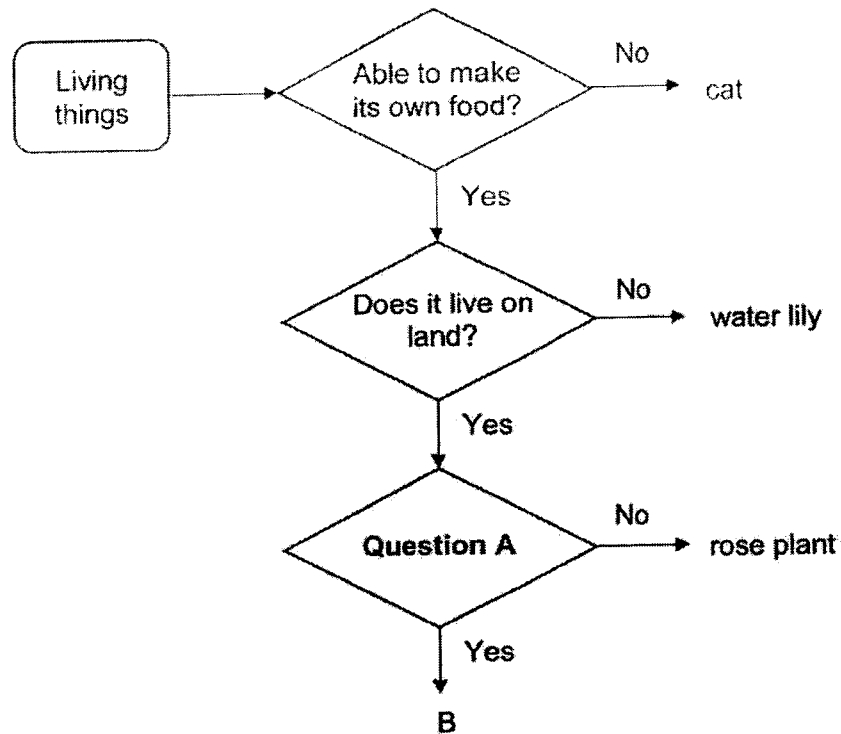 Living
things
Able to make
its own food?
No
cat
Yes
Does it live on
land?
No
water lily
Yes
Question A
No
rose plant
Yes
B